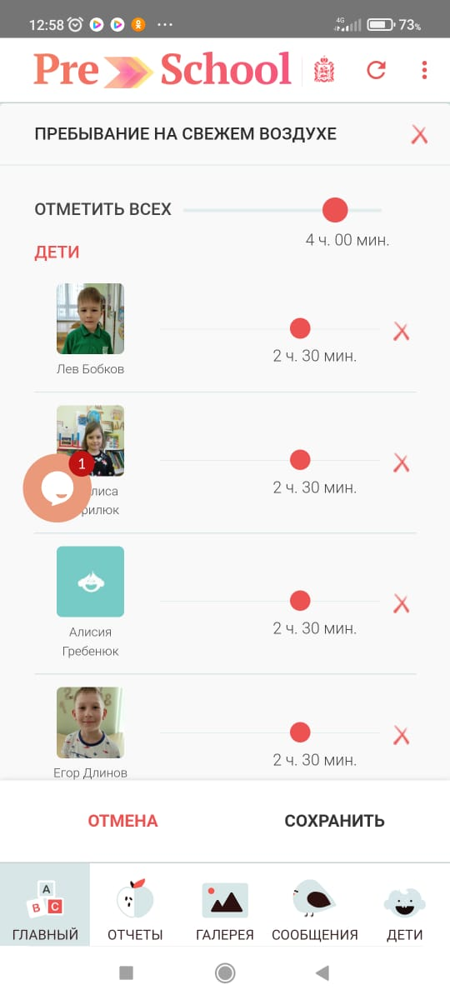 12:58
4G
73%
Pre School
ПРЕБЫВАНИЕ НА СВЕЖЕМ ВОЗДУХЕ
ОТМЕТИТЬ ВСЕХ
4 ч. 00 мин.
ДЕТИ
2 ч. 30 мин.
Лев Бобков
1
2 ч. 30 мин.
лиса
рилюк
2 ч. 30 мин.
Алисия
Гребенюк
2 ч. 30 мин.
Егор Длинов
ОТМЕНА СОХРАНИТЬ
A
B C
ГЛАВНЫЙ ОТЧЕТЫ ГАЛЕРЕЯ СООБЩЕНИЯ ДЕТИ